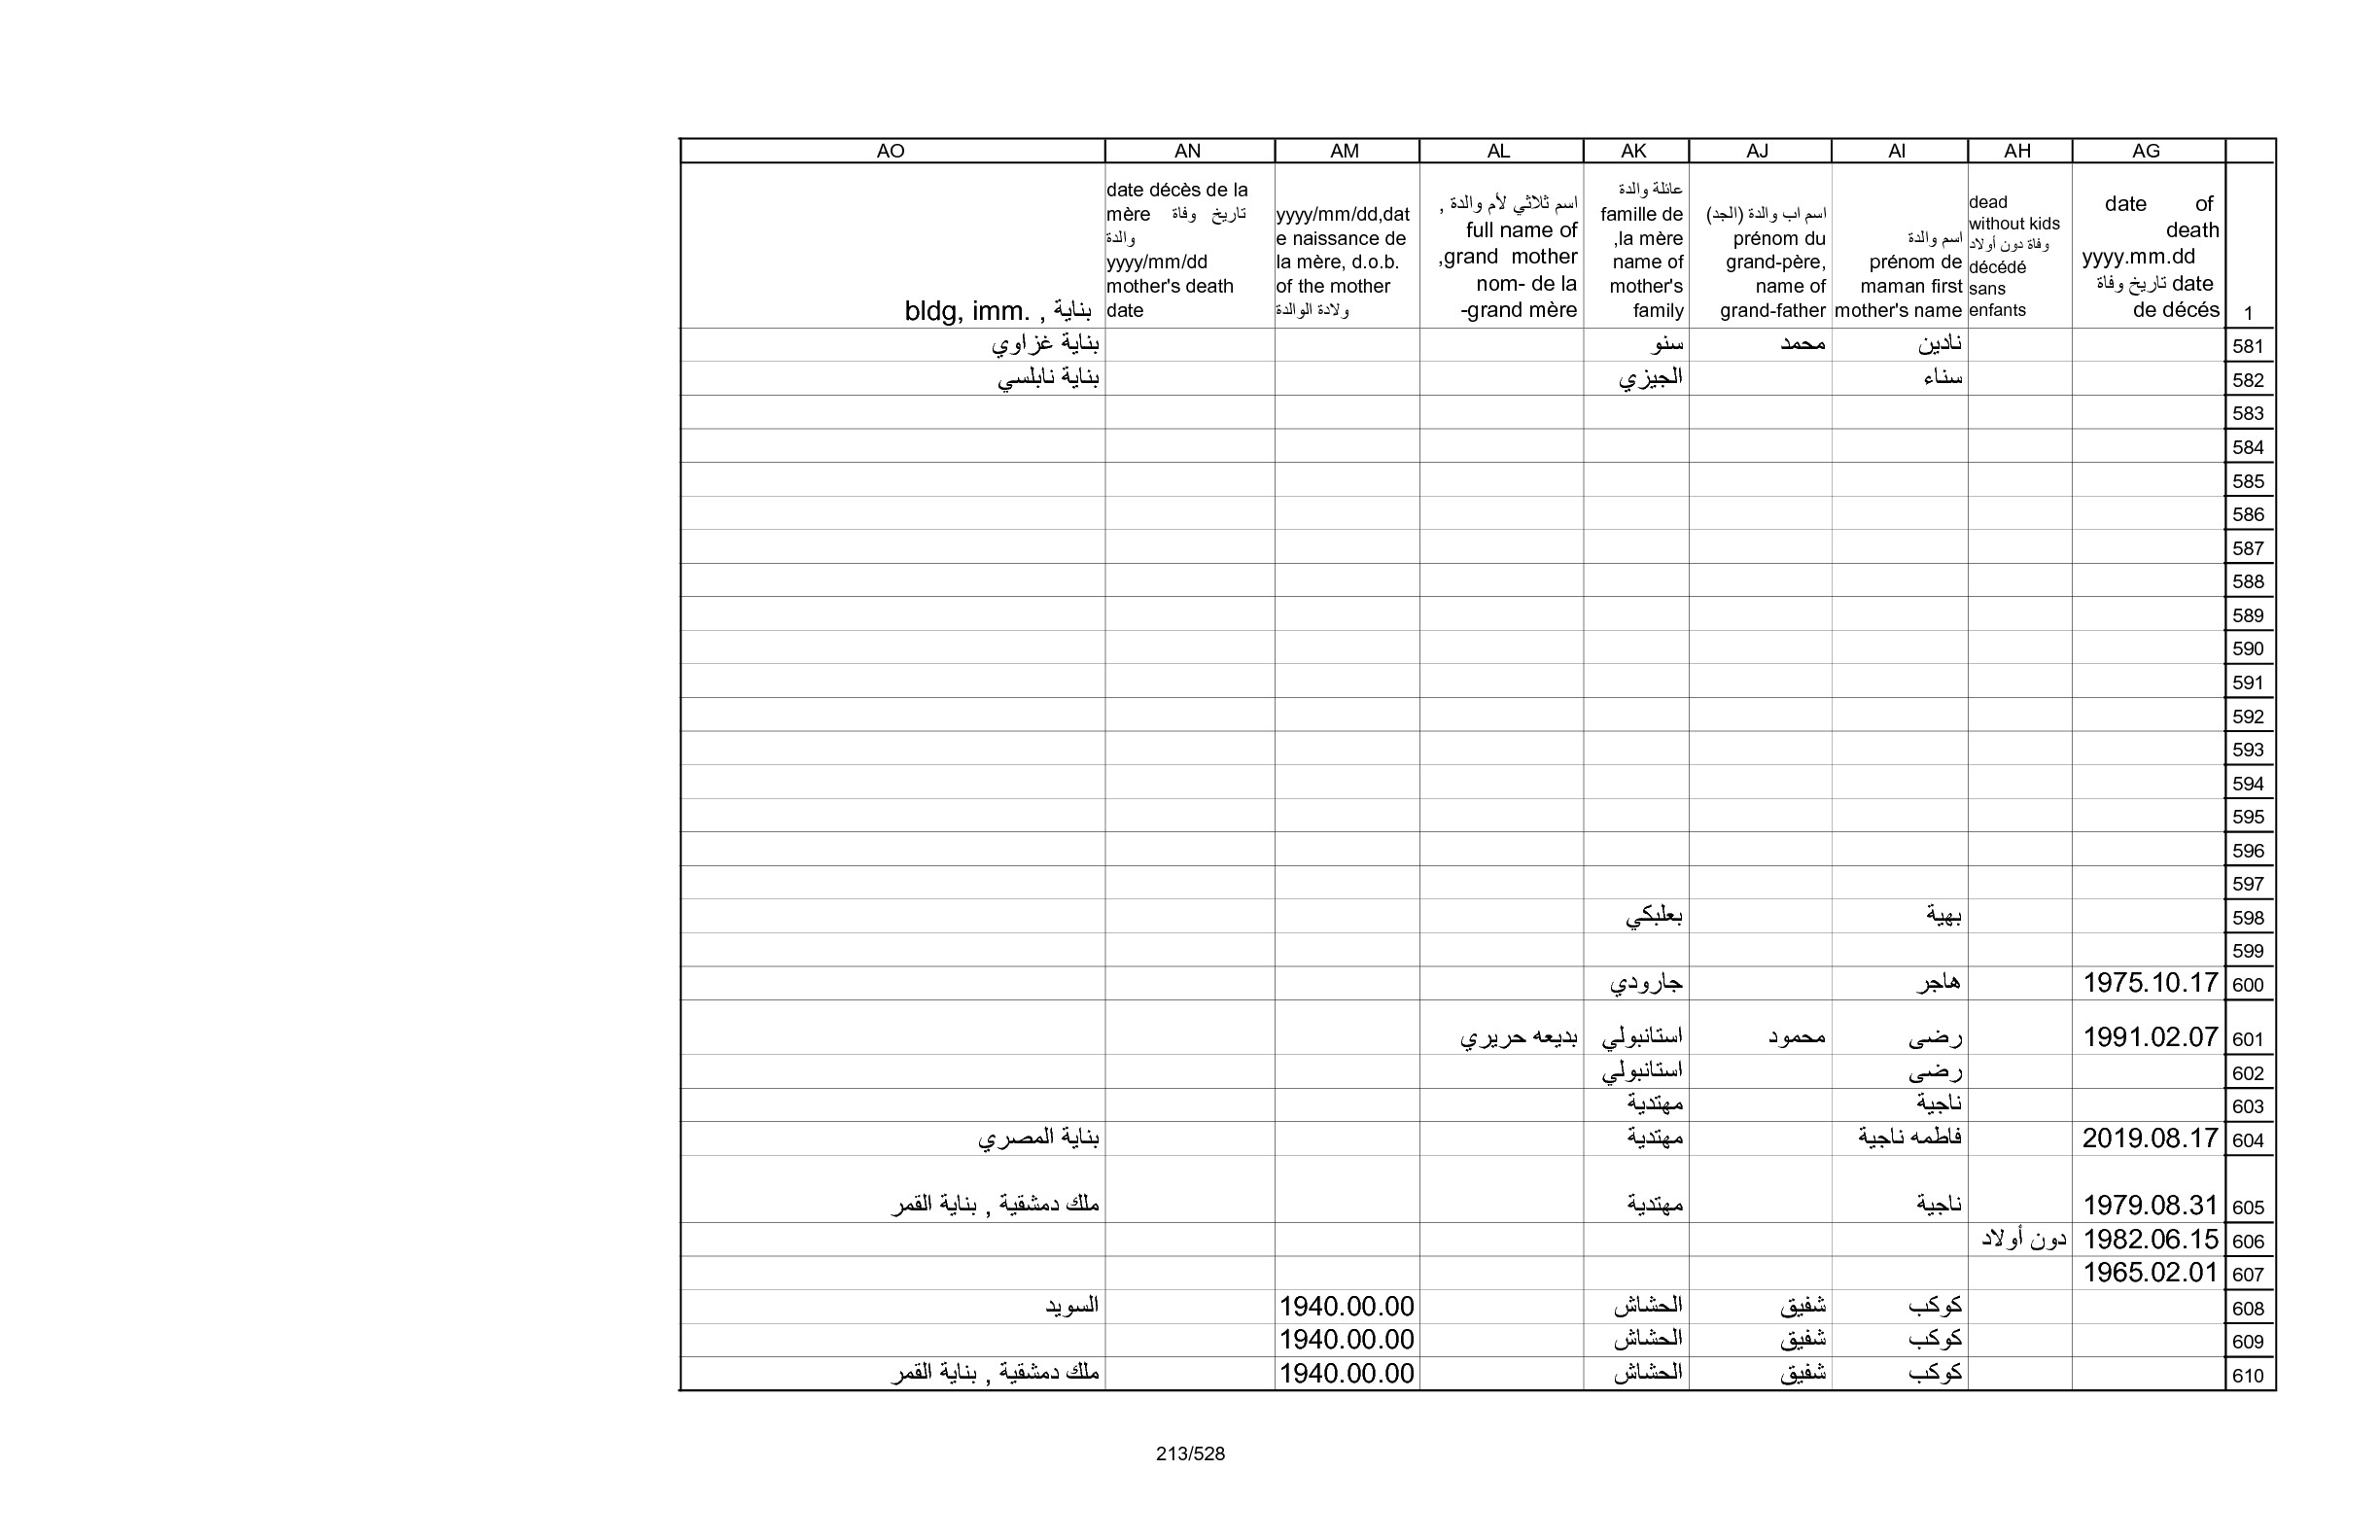 AG AH AI AJ AK AL AM AN AO
1
date of
death
yyyy.mm.dd
date تاريخ وفاة
de décés
dead
without kids
وفاة دون أولاد
décédé
sans
enfants
اسم والدة
prénom de
maman first
mother's name
اسم اب والدة (الجد)
prénom du
grand-père,
name of
grand-father
عائلة والدة
famille de
,la mère
name of
mother's
family
اسم ثلاثي لأم والدة ,
full name of
,grand mother
nom- de la
-grand mère
yyyy/mm/dd,dat
e naissance de
la mère, d.o.b.
of the mother
ولادة الوالدة
date décès de la
mère تاريخ وفاة
والدة
yyyy/mm/dd
mother's death
date
bldg, imm. , بناية
581 نادين محمد سنو بناية غزاوي
582 سناء الجيزي بناية نابلسي
583
584
585
586
587
588
589
590
591
592
593
594
595
596
597
598 بهية بعلبكي
599
600 1975.10.17 هاجر جارودي
601 1991.02.07 رضى محمود استانبولي بديعه حريري
602 رضى استانبولي
603 ناجية مهتدية
604 2019.08.17 فاطمه ناجية مهتدية بناية المصري
605 1979.08.31 ناجية مهتدية ملك دمشقية , بناية القمر
606 1982.06.15 دون أولاد
607 1965.02.01
608 كوكب شفيق الحشاش 1940.00.00 السويد
609 كوكب شفيق الحشاش 1940.00.00
610 كوكب شفيق الحشاش 1940.00.00 ملك دمشقية , بناية القمر
213/528